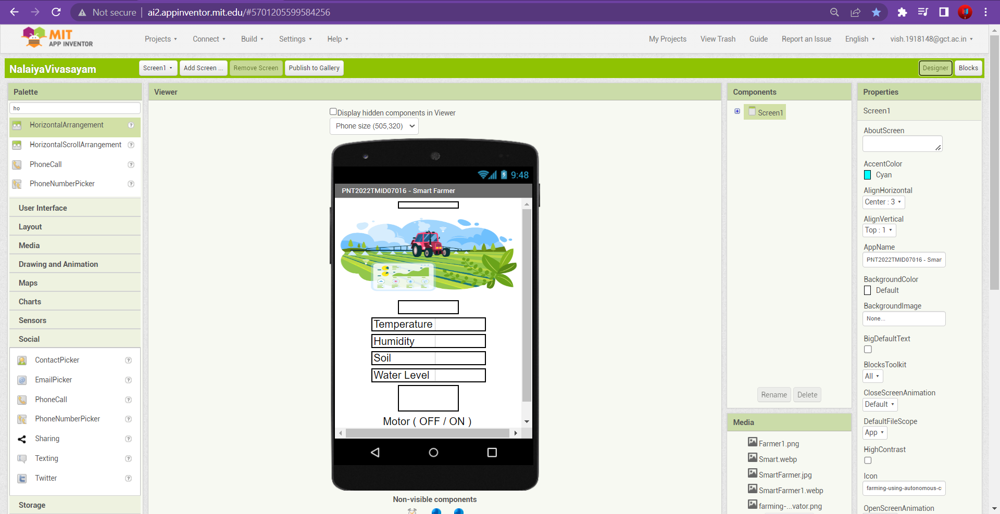 Not secure | ai2.appinventor.mit.edu/#5701205599584256
MIT
APP INVENTOR
Projects
Connect
Build
Settings
Help
My Projects
View Trash
Guide
Report an Issue
English
vish.1918148@gct.ac.in
NalaiyaVivasayam
Screen1
Add Screen ...
Remove Screen
Publish to Gallery
Designer
Blocks
Palette
ho
HorizontalArrangement
HorizontalScrollArrangement
PhoneCall
PhoneNumberPicker
User Interface
Layout
Media
Drawing and Animation
Maps
Charts
Sensors
Social
ContactPicker
EmailPicker
PhoneCall
PhoneNumberPicker
Sharing
Texting
Twitter
Storage
Viewer
Display hidden components in Viewer
Phone size (505,320)
9:48
PNT2022TMID07016 - Smart Farmer
Temperature
Humidity
Soil
Water Level
Motor ( OFF / ON )
Non-visible components
Components
Screen1
Rename
Delete
Media
Farmer1.png
Smart.webp
SmartFarmer.jpg
SmartFarmer1.webp
farming-...vator.png
Properties
Screen1
AboutScreen
AccentColor
Cyan
AlignHorizontal
Center : 3
AlignVertical
Top : 1
AppName
PNT2022TMID07016 - Smar
BackgroundColor
Default
BackgroundImage
None...
BigDefaultText
BlocksToolkit
All
CloseScreenAnimation
Default
DefaultFileScope
App
HighContrast
Icon
farming-using-autonomous-c
OpenScreenAnimation